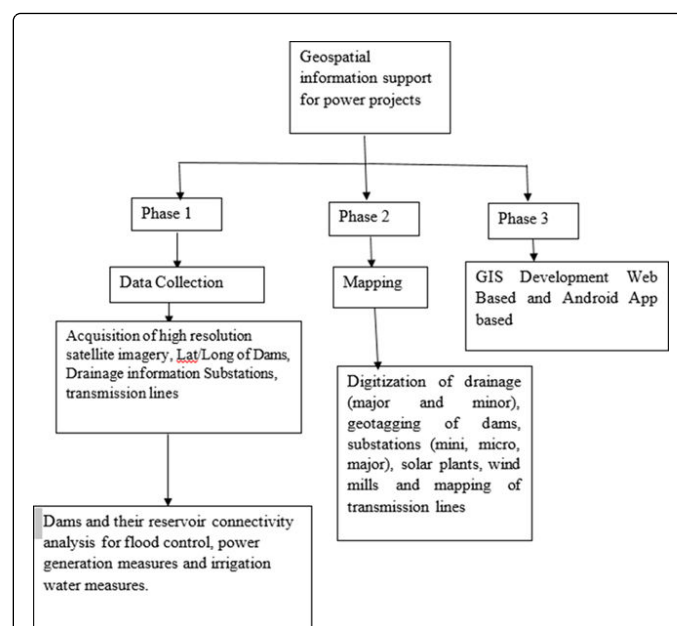 Geospatial
information support
for power projects
Phase 1
Phase 2
Phase 3
Data Collection
Mapping
GIS Development Web
Based and Android App
based
Acquisition of high resolution
satellite imagery, Lat/Long of Dams,
Drainage information Substations,
transmission lines
Digitization of drainage
(major and minor),
geotagging of dams,
substations (mini, micro,
major), solar plants, wind
mills and mapping of
transmission lines
Dams and their reservoir connectivity
analysis for flood control, power
generation measures and irrigation
water measures.